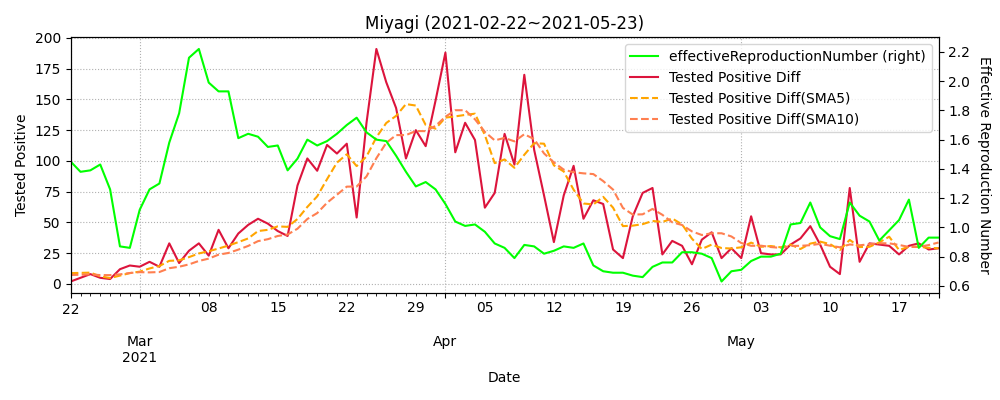 Miyagi (2021-02-22~2021-05-23)
effectiveReproductionNumber (right)
Tested Positive Diff
Tested Positive Diff(SMA5)
Tested Positive Diff(SMA10)
Tested Positive
200
175
150
125
100
75
50
25
0
Effective Reproduction Number
2.2
2.0
1.8
1.6
1.4
1.2
1.0
0.8
0.6
22 08 15 22 29 05 12 19 26 03 10 17
Mar Apr May
2021
Date